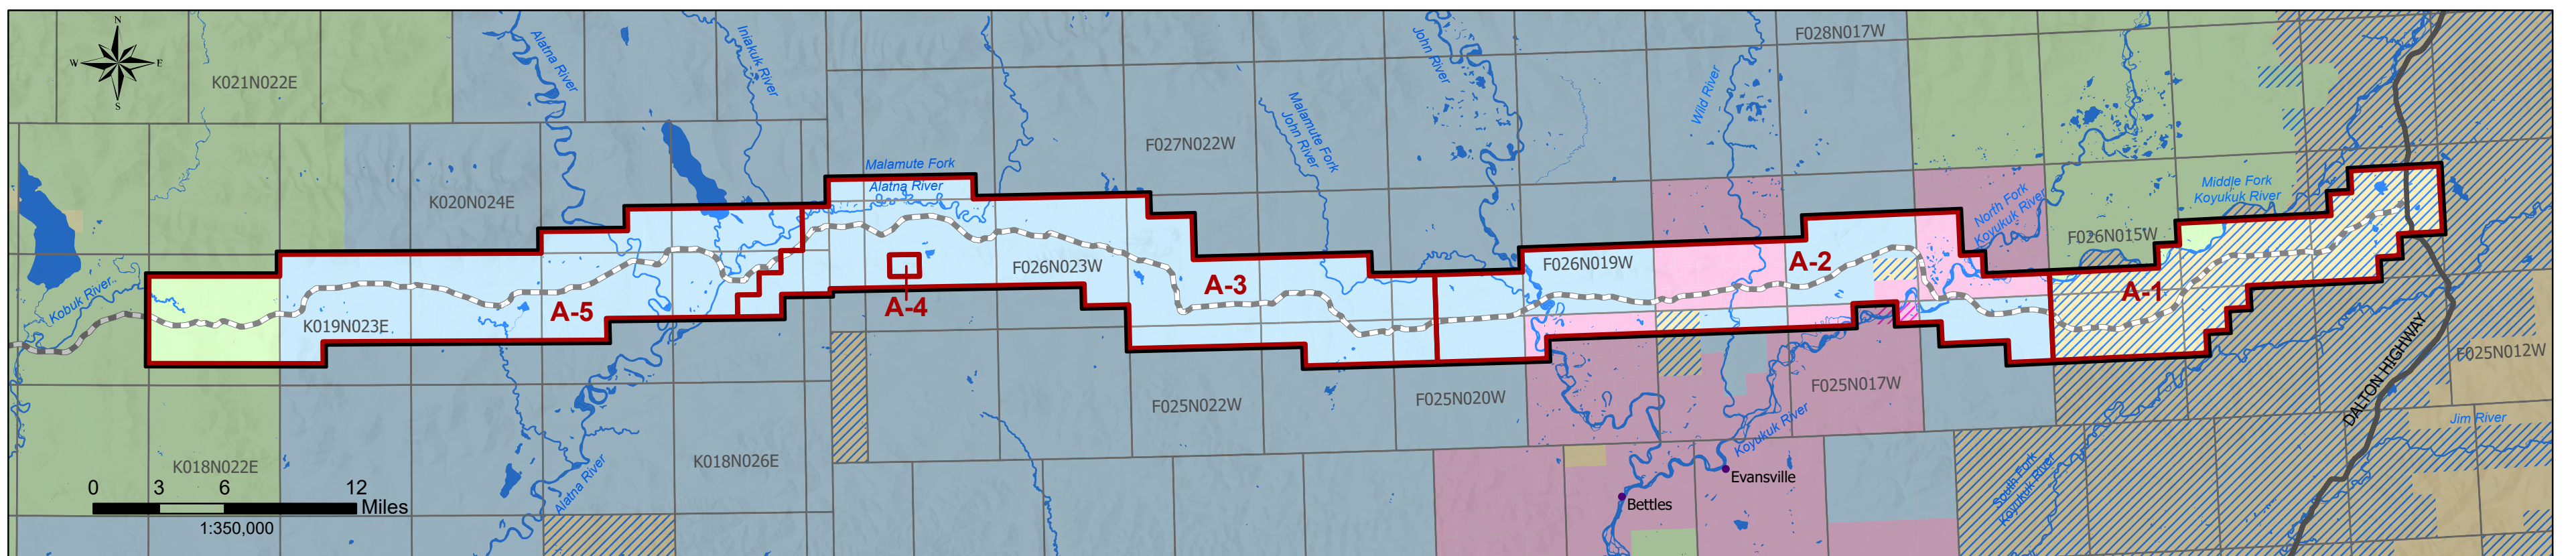 N
W E
S
K021N022E
Alatna River
Iniakuk River
John River
Wild River
F028N017W
Malamute Fork
John River
F027N022W
Malamute Fork
Alatna River
K020N024E
Middle Fork
Koyukuk River
North Fork
Koyukuk River
F026N015W
Kobuk River
K019N023E
A-5
A-4
F026N023W
A-3
F026N019W
A-2
A-1
DALTON HIGHWAY
F025N012W
F025N022W
F025N020W
F025N017W
Koyukuk River
Jim River
K018N022E
Alatna River
K018N026E
Evansville
Bettles
South Fork
Koyukuk River
0 3 6 12
Miles
1:350,000